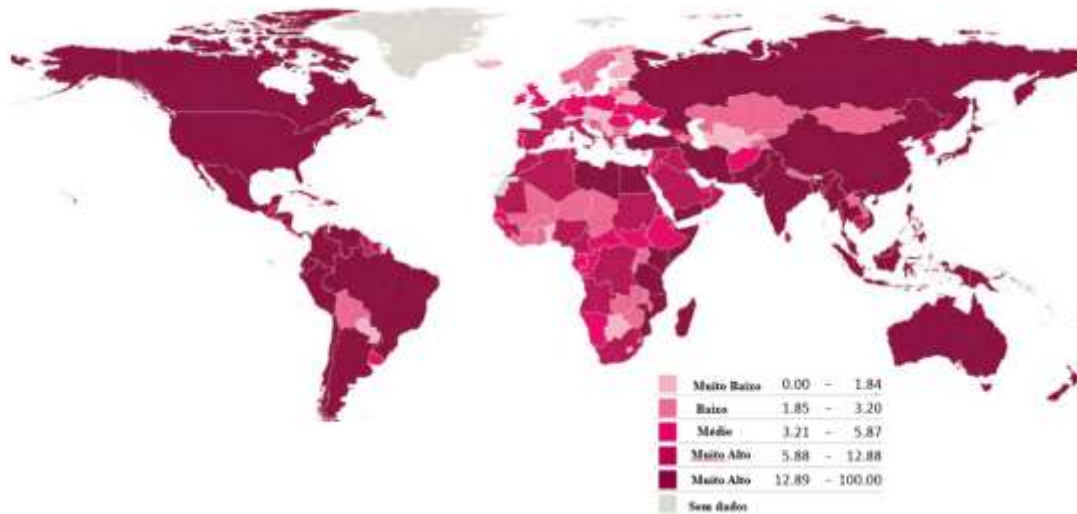 Muito Baixo 0.00 – 1.84
Baixo 1.85 – 3.20
Médio 3.21 – 5.87
Muito Alto 5.88 – 12.88
Muito Alto 12.89 – 100.00
Sem dados